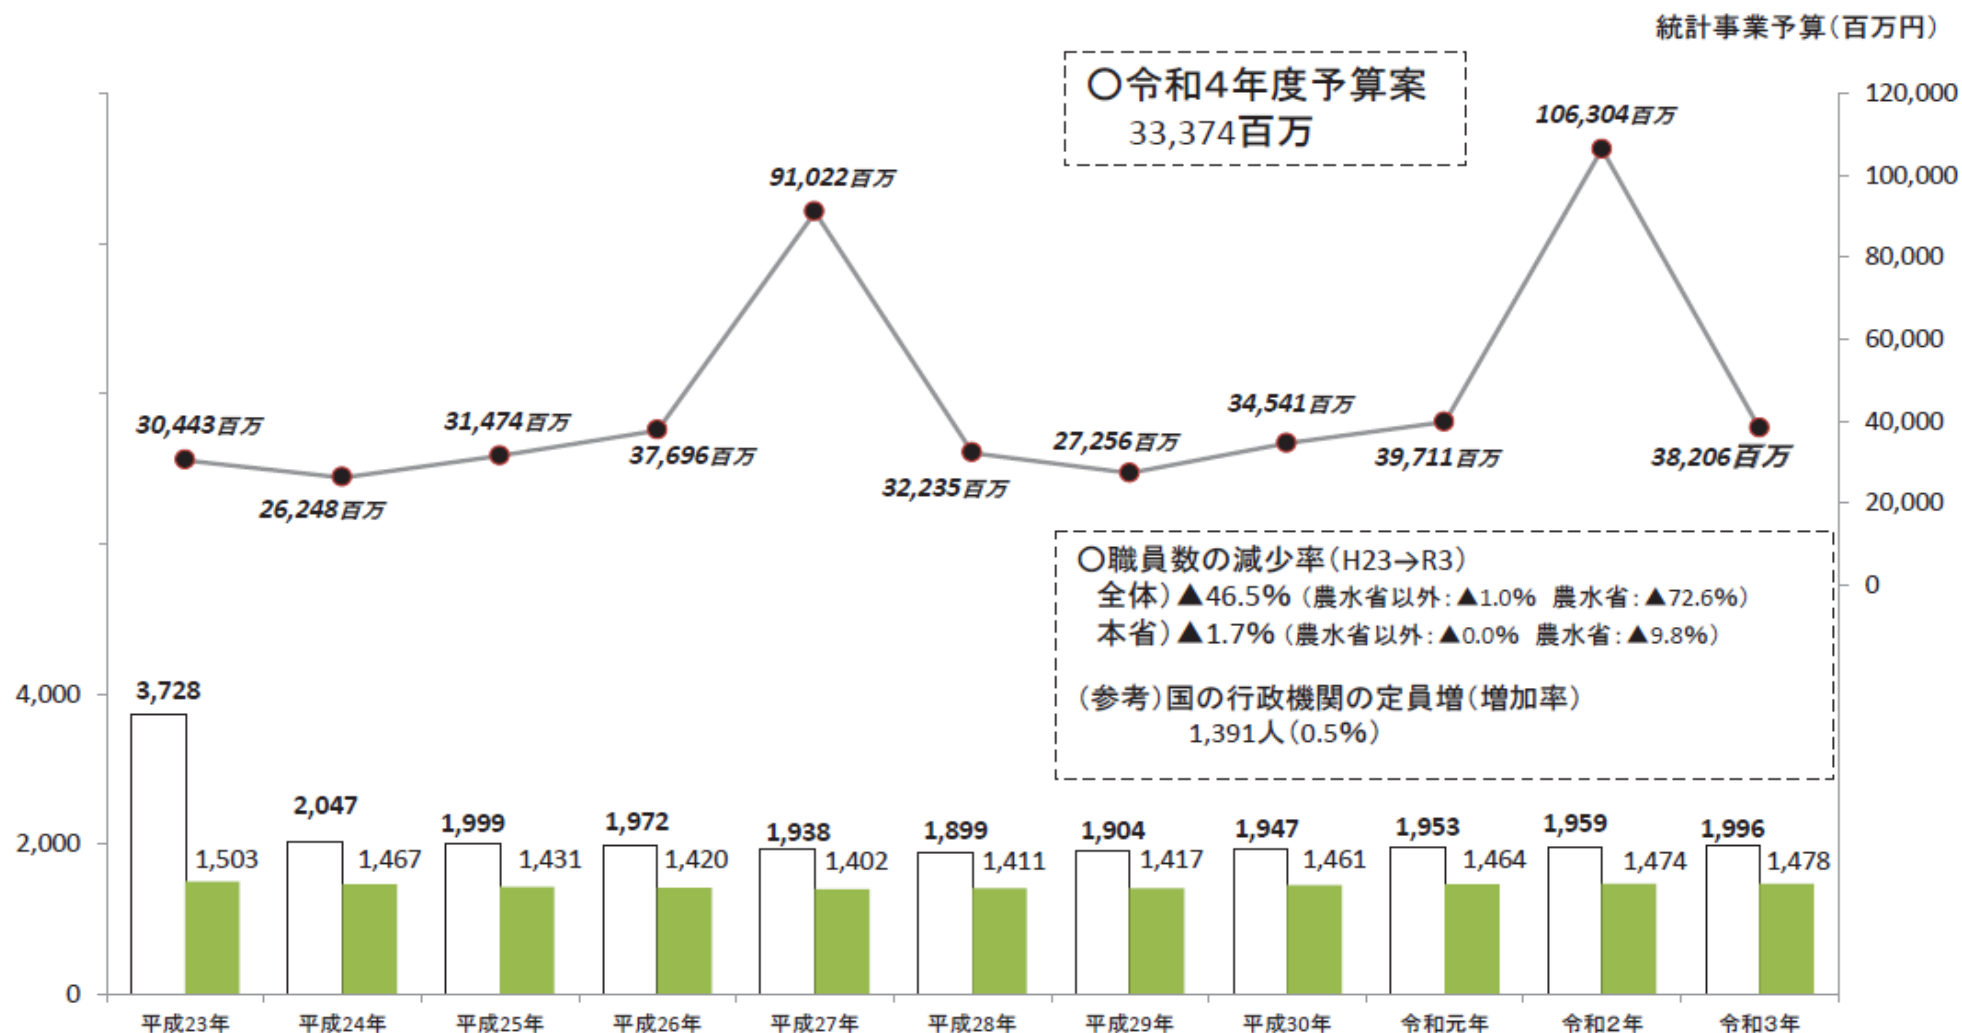 統計事業予算(百万円)
〇令和4年度予算案
33,374百万
120,000
100,000
80,000
60,000
40,000
20,000
0
30,443百万
26,248百万
31,474百万
37,696百万
91,022百万
32,235百万
27,256百万
34,541百万
39,711百万
106,304百万
38,206百万
〇職員数の減少率(H23→R3)
全体)▲46.5%(農水省以外:▲1.0% 農水省:▲72.6%)
本省)▲1.7%(農水省以外:▲0.0% 農水省:▲9.8%)
(参考)国の行政機関の定員増(増加率)
1,391人(0.5%)
4,000
2,000
0
3,728
1,503
2,047
1,467
1,999
1,431
1,972
1,420
1,938
1,402
1,899
1,411
1,904
1,417
1,947
1,461
1,953
1,464
1,959
1,474
1,996
1,478
平成23年 平成24年 平成25年 平成26年 平成27年 平成28年 平成29年 平成30年 令和元年 令和2年 令和3年